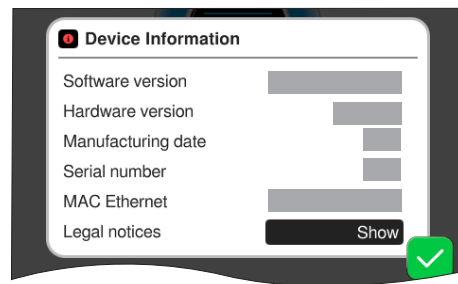 Device Information
Software version
Hardware version
Manufacturing date
Serial number
MAC Ethernet
Legal notices Show